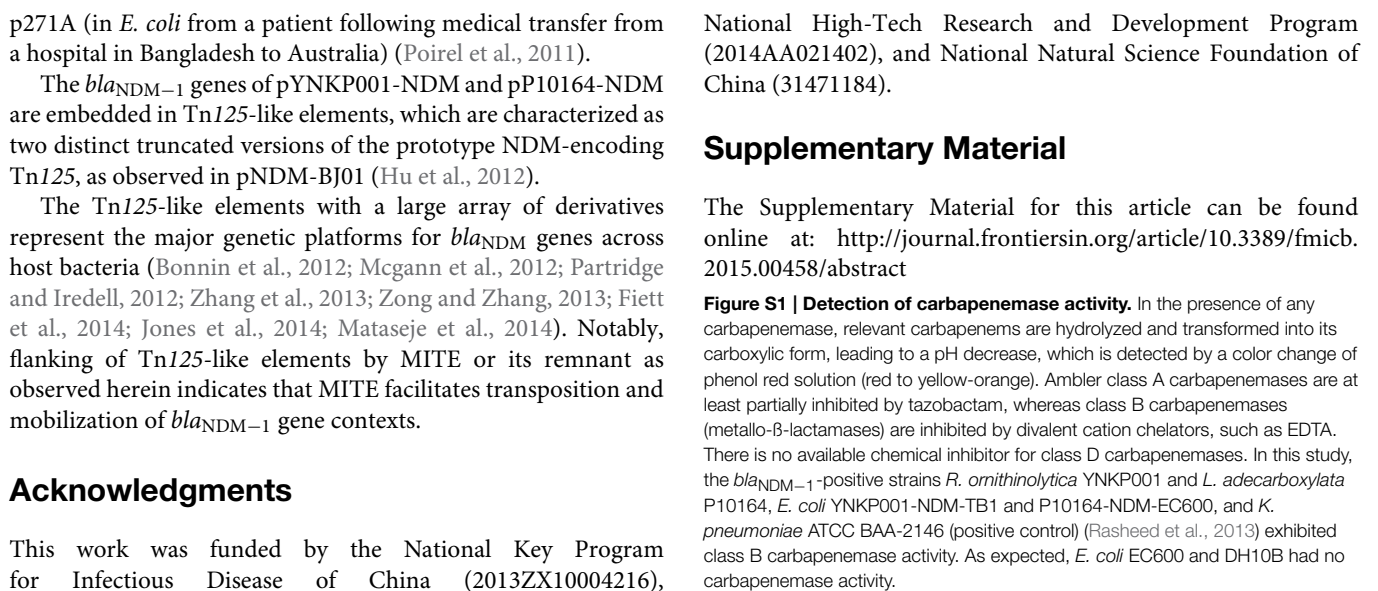 p271A (in E. coli from a patient following medical transfer from
a hospital in Bangladesh to Australia) (Poirel et al., 2011).
The blaNDM−1 genes of pYNKP001-NDM and pP10164-NDM
are embedded in Tn125-like elements, which are characterized as
two distinct truncated versions of the prototype NDM-encoding
Tn125, as observed in pNDM-BJ01 (Hu et al., 2012).
The Tn125-like elements with a large array of derivatives
represent the major genetic platforms for blaNDM genes across
host bacteria (Bonnin et al., 2012; Mcgann et al., 2012; Partridge
and Iredell, 2012; Zhang et al., 2013; Zong and Zhang, 2013; Fiett
et al., 2014; Jones et al., 2014; Mataseje et al., 2014). Notably,
flanking of Tn125-like elements by MITE or its remnant as
observed herein indicates that MITE facilitates transposition and
mobilization of blaNDM−1 gene contexts.
Acknowledgments
This work was funded by the National Key Program
for Infectious Disease of China (2013ZX10004216),
National High-Tech Research and Development Program
(2014AA021402), and National Natural Science Foundation of
China (31471184).
Supplementary Material
The Supplementary Material for this article can be found
online at: http://journal.frontiersin.org/article/10.3389/fmicb.
2015.00458/abstract
Figure S1 | Detection of carbapenemase activity. In the presence of any
carbapenemase, relevant carbapenems are hydrolyzed and transformed into its
carboxylic form, leading to a pH decrease, which is detected by a color change of
phenol red solution (red to yellow-orange). Ambler class A carbapenemases are at
least partially inhibited by tazobactam, whereas class B carbapenemases
(metallo-ß-lactamases) are inhibited by divalent cation chelators, such as EDTA.
There is no available chemical inhibitor for class D carbapenemases. In this study,
the blaNDM−1-positive strains R. ornithinolytica YNKP001 and L. adecarboxylata
P10164, E. coli YNKP001-NDM-TB1 and P10164-NDM-EC600, and K.
pneumoniae ATCC BAA-2146 (positive control) (Rasheed et al., 2013) exhibited
class B carbapenemase activity. As expected, E. coli EC600 and DH10B had no
carbapenemase activity.